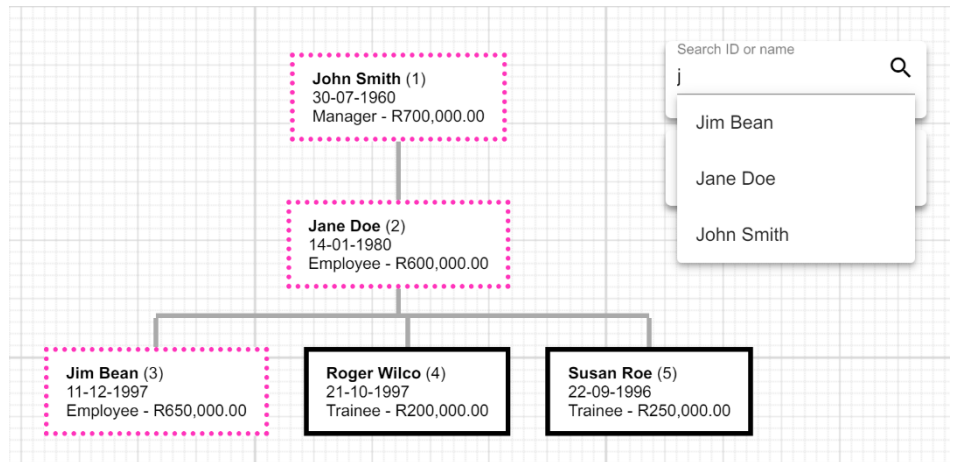 John Smith (1)
30-07-1960
Manager - R700,000.00
Search ID or name
j
Jim Bean
Jane Doe
John Smith
Jane Doe (2)
14-01-1980
Employee - R600,000.00
Jim Bean (3)
11-12-1997
Employee - R650,000.00
Roger Wilco (4)
21-10-1997
Trainee - R200,000.00
Susan Roe (5)
22-09-1996
Trainee - R250,000.00